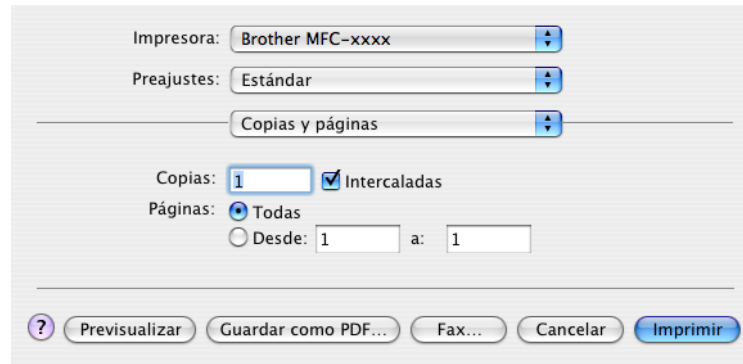 Impresora: Brother MFC-xxxx
Preajustes: Estándar
Copias y páginas
Copias: 1 Intercaladas
Páginas: Todas
Desde: 1 a: 1
? Previsualizar Guardar como PDF... Fax... Cancelar Imprimir